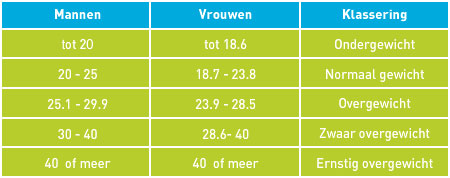 Mannen Vrouwen Klassering
tot 20 tot 18.6 Ondergewicht
20 - 25 18.7 - 23.8 Normaal gewicht
25.1 - 29.9 23.9 - 28.5 Overgewicht
30 - 40 28.6- 40 Zwaar overgewicht
40 of meer 40 of meer Ernstig overgewicht